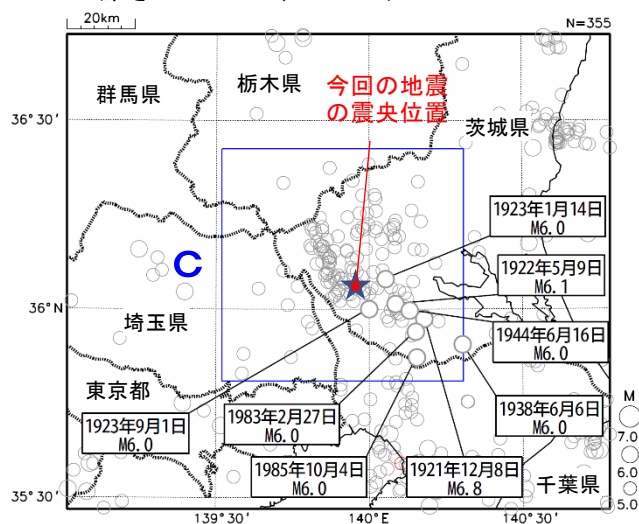 20km
N=355
群馬県
栃木県
今回の地震
の震央位置
茨城県
36°30′
1923年1月14日
M6.0
1922年5月9日
M6.1
C
36°N
埼玉県
1944年6月16日
M6.0
東京都
1923年9月1日
M6.0
1983年2月27日
M6.0
1938年6月6日
M6.0
1985年10月4日
M6.0
1921年12月8日
M6.8
千葉県
M
7.0
6.0
5.0
35°30′
139°30′
140°E
140°30′